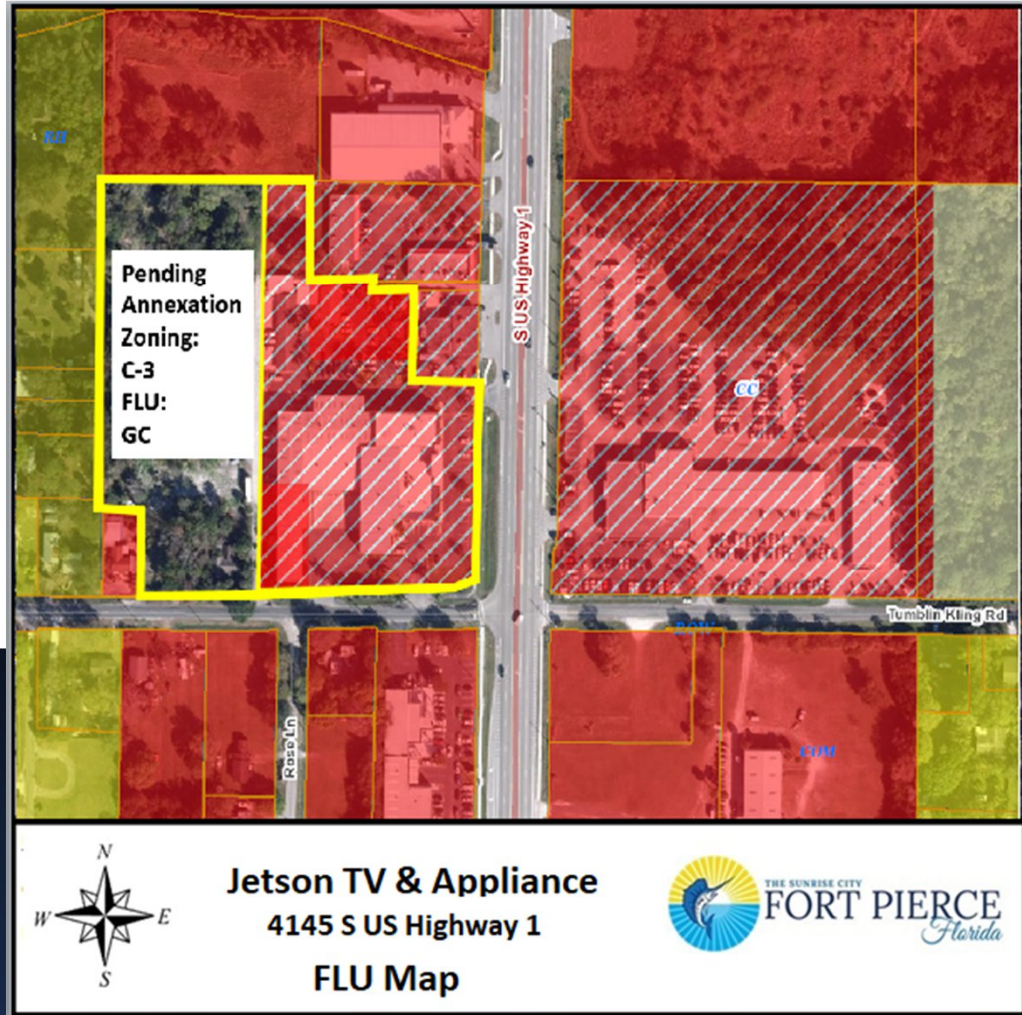 RH
Pending
Annexation
Zoning:
C-3
FLU:
GC
S US Highway 1
CC
Tumblin Kling Rd
ROW
Rose Ln
COM
N
W
E
S
Jetson TV & Appliance
4145 S US Highway 1
FLU Map
THE SUNRISE CITY
FORT PIERCE
Florida